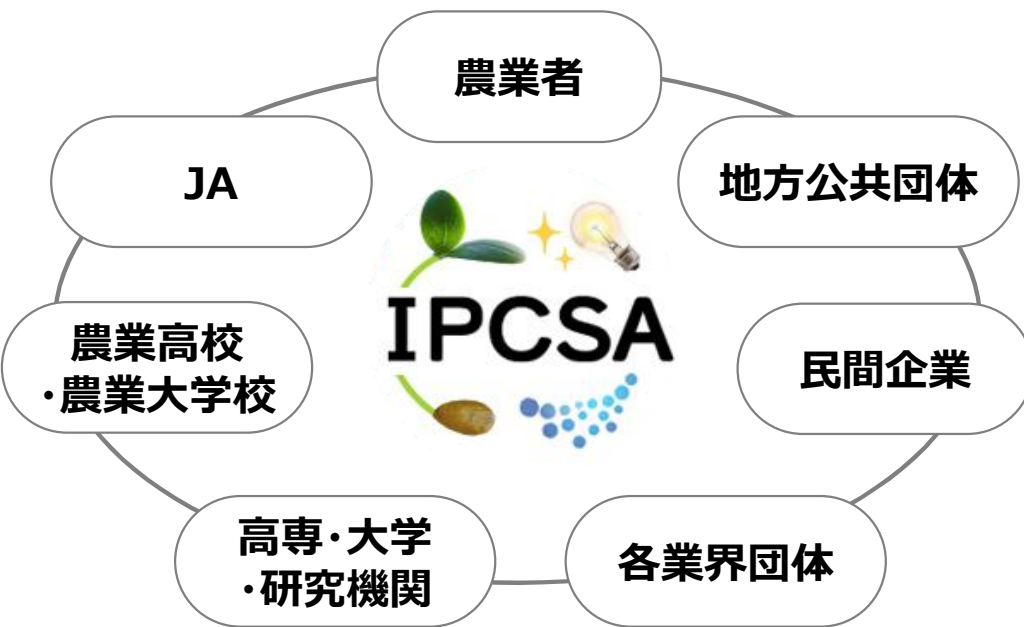 農業者
JA
地方公共団体
IPCSA
農業高校
・農業大学校
民間企業
高専・大学
・研究機関
各業界団体